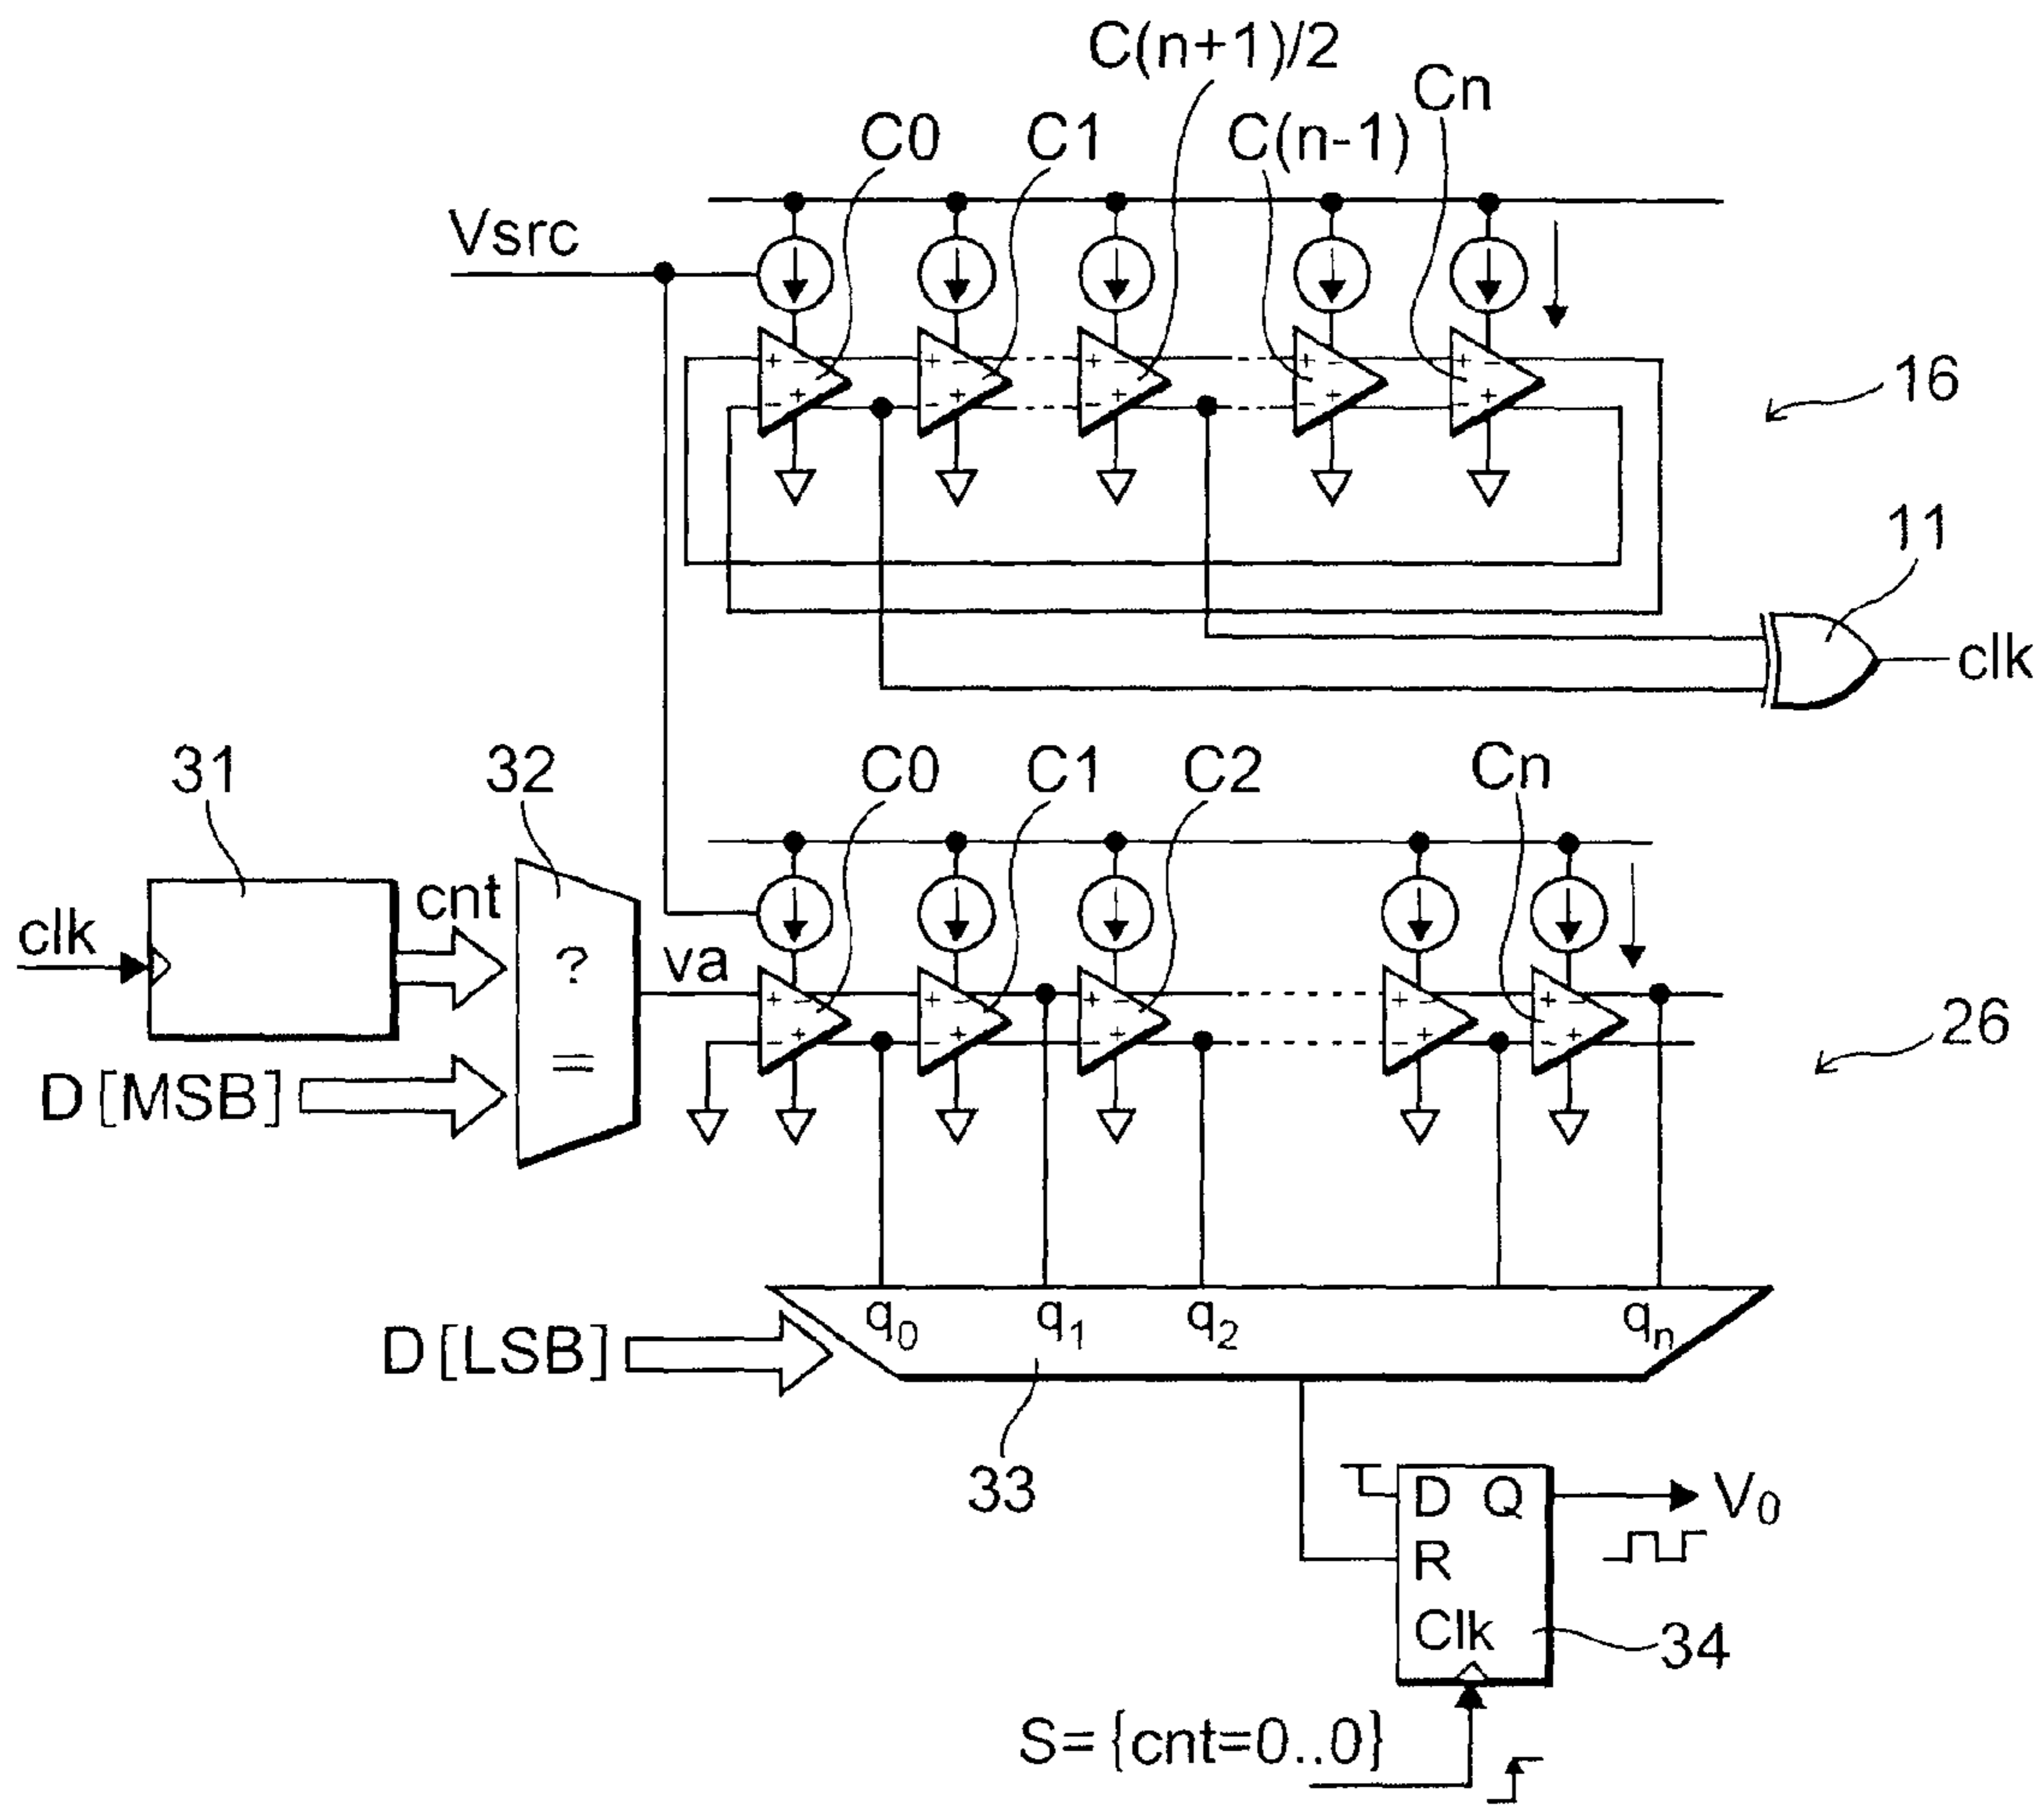 C(n+1)/2
Cn
C0 C1 C(n-1)
Vsrc
+ - + - + - + - + -
- + - + - + - + - +
16
11
clk
31 32 C0 C1 C2 Cn
cnt
clk
?
va
=
+ - + - + - + - + -
- + - + - + - + - +
26
D[MSB]
q0 q1 q2 qn
D[LSB]
33
D Q V0
R
Clk
34
S={cnt=0..0}